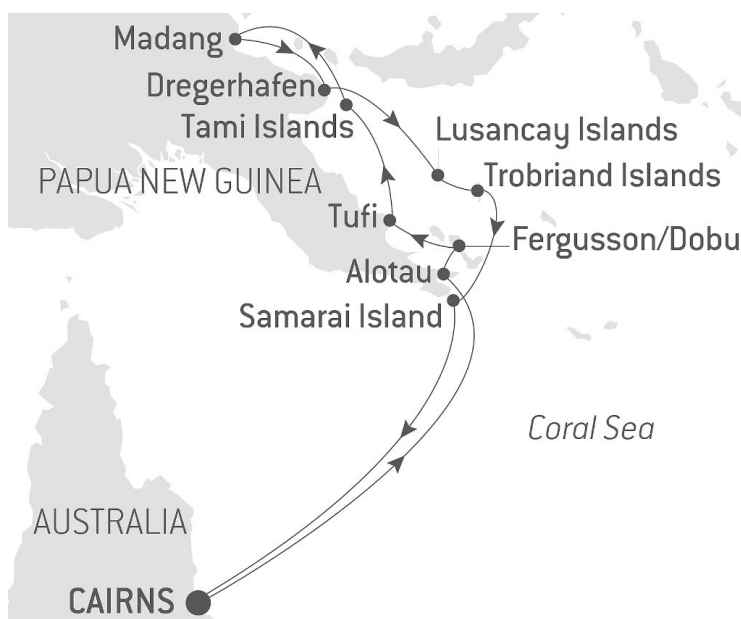 Madang
Dregerhafen
Tami Islands
Lusancay Islands
PAPUA NEW GUINEA
Trobriand Islands
Tufi
Fergusson/Dobu
Alotau
Samarai Island
Coral Sea
AUSTRALIA
CAIRNS